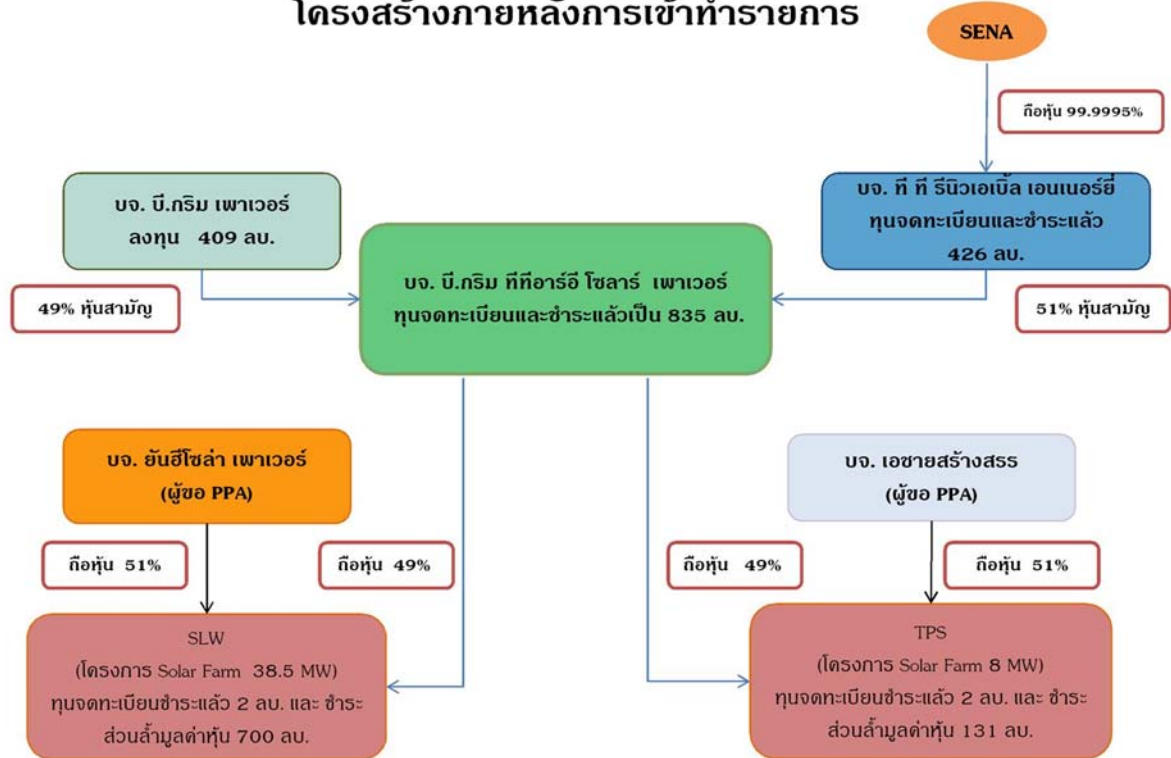 โครงสร้างภายหลังการเข้าทำรายการ
SENA
ถือหุ้น 99.9995%
บจ. บี.กริม เพาเวอร์
ลงทุน 409 ลบ.
บจ. ที ที รีนิวเอเบิ้ล เอนเนอร์ยี่
ทุนจดทะเบียนและชำระแล้ว
426 ลบ.
บจ. บี.กริม ทีทีอาร์อี โซลาร์ เพาเวอร์
ทุนจดทะเบียนและชำระแล้วเป็น 835 ลบ.
49% หุ้นสามัญ
51% หุ้นสามัญ
บจ. ยันฮีโซล่า เพาเวอร์
(ผู้ขอ PPA)
บจ. เอชายสร้างสรร
(ผู้ขอ PPA)
ถือหุ้น 51%
ถือหุ้น 49%
ถือหุ้น 49%
ถือหุ้น 51%
SLW
(โครงการ Solar Farm 38.5 MW)
ทุนจดทะเบียนชำระแล้ว 2 ลบ. และ ชำระ
ส่วนล้ำมูลค่าหุ้น 700 ลบ.
TPS
(โครงการ Solar Farm 8 MW)
ทุนจดทะเบียนชำระแล้ว 2 ลบ. และ ชำระ
ส่วนล้ำมูลค่าหุ้น 131 ลบ.